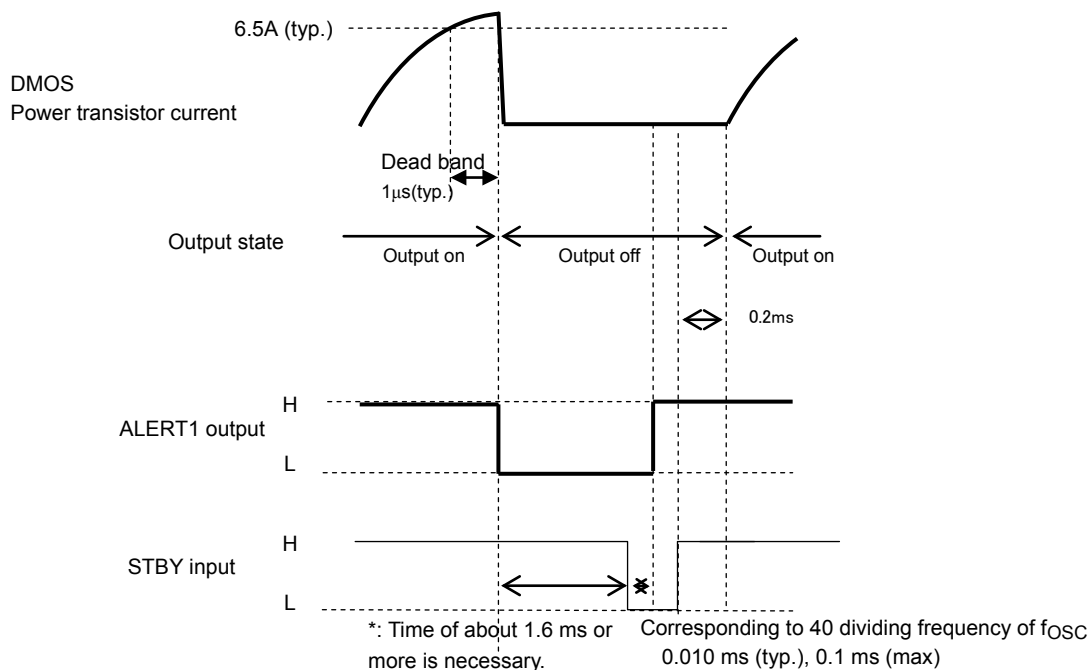 6.5A (typ.)
DMOS
Power transistor current
Dead band
1μs(typ.)
Output state
Output on
Output off
Output on
0.2ms
H
ALERT1 output
L
H
STBY input
L
*: Time of about 1.6 ms or
more is necessary.
Corresponding to 40 dividing frequency of fOSC
0.010 ms (typ.), 0.1 ms (max)